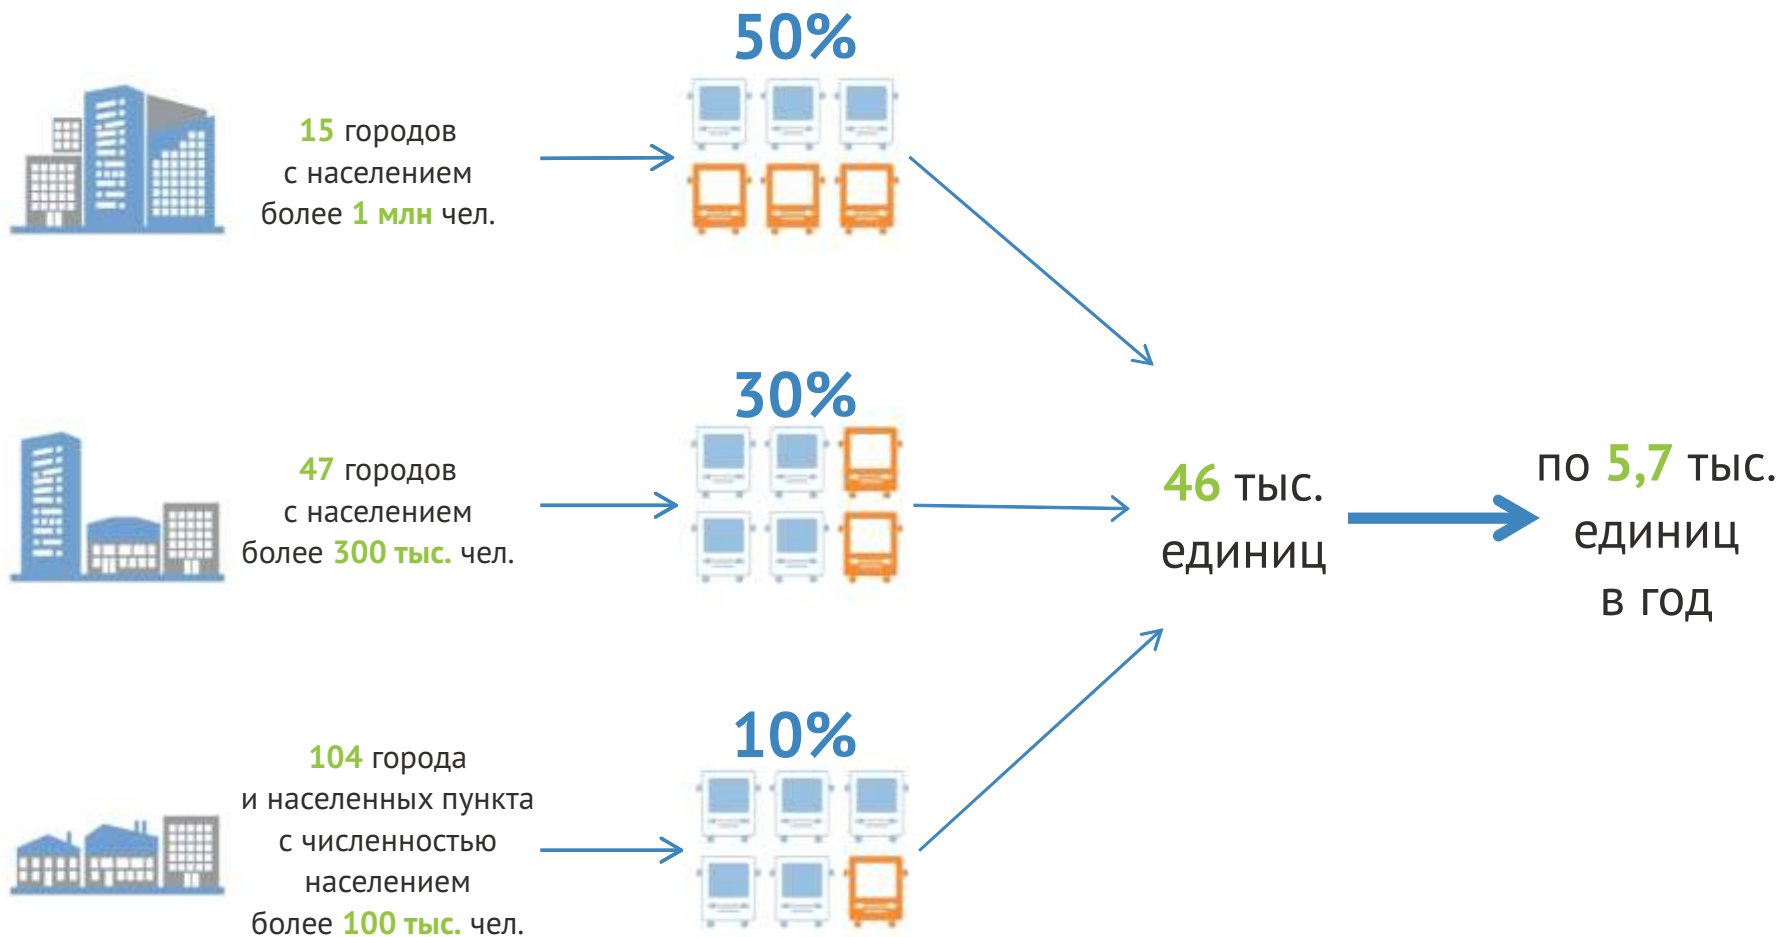 50%
15 городов
с населением
более 1 млн чел.
30%
47 городов
с населением
более 300 тыс. чел.
10%
104 города
и населенных пункта
с численностью
населением
более 100 тыс. чел.
46 тыс.
единиц
по 5,7 тыс.
единиц
в год